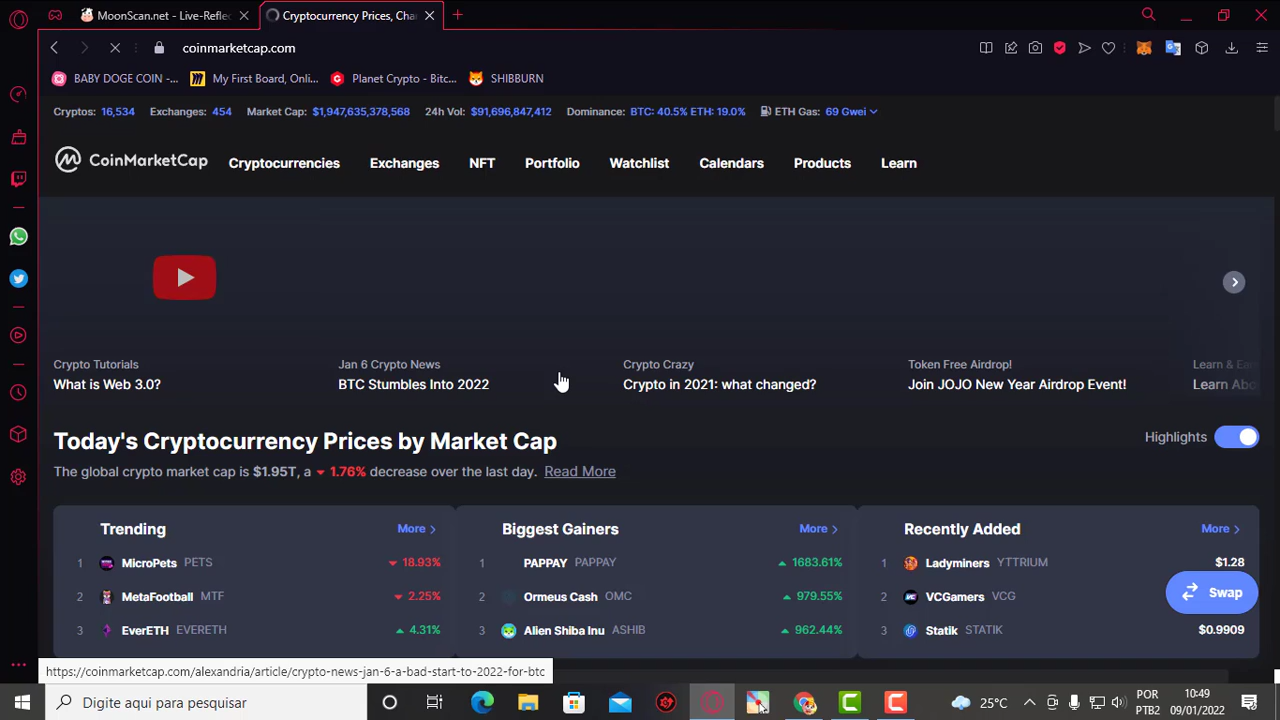 MoonScan.net - Live-Refle
Cryptocurrency Prices, Cha
coinmarketcap.com
BABY DOGE COIN -...
My First Board, Onli...
Planet Crypto - Bitc...
SHIBBURN
Cryptos: 16,534
Exchanges: 454
Market Cap: $1,947,635,378,568
24h Vol: $91,696,847,412
Dominance: BTC: 40.5% ETH: 19.0%
ETH Gas: 69 Gwei
CoinMarketCap
Cryptocurrencies
Exchanges
NFT
Portfolio
Watchlist
Calendars
Products
Learn
Crypto Tutorials
What is Web 3.0?
Jan 6 Crypto News
BTC Stumbles Into 2022
Crypto Crazy
Crypto in 2021: what changed?
Token Free Airdrop!
Join JOJO New Year Airdrop Event!
Learn & Ear
Learn Abo
Today's Cryptocurrency Prices by Market Cap
Highlights
The global crypto market cap is $1.95T, a 1.76% decrease over the last day. Read More
Trending
More
1 MicroPets PETS 18.93%
2 MetaFootball MTF 2.25%
3 EverETH EVERETH 4.31%
Biggest Gainers
More
1 PAPPAY PAPPAY 1683.61%
2 Ormeus Cash OMC 979.55%
3 Alien Shiba Inu ASHIB 962.44%
Recently Added
More
1 Ladyminers YTTRIUM $1.28
2 VCGamers VCG
3 Statik STATIK $0.9909
Swap
https://coinmarketcap.com/alexandria/article/crypto-news-jan-6-a-bad-start-to-2022-for-btc
Digite aqui para pesquisar
25°C
POR
PTB2
10:49
09/01/2022